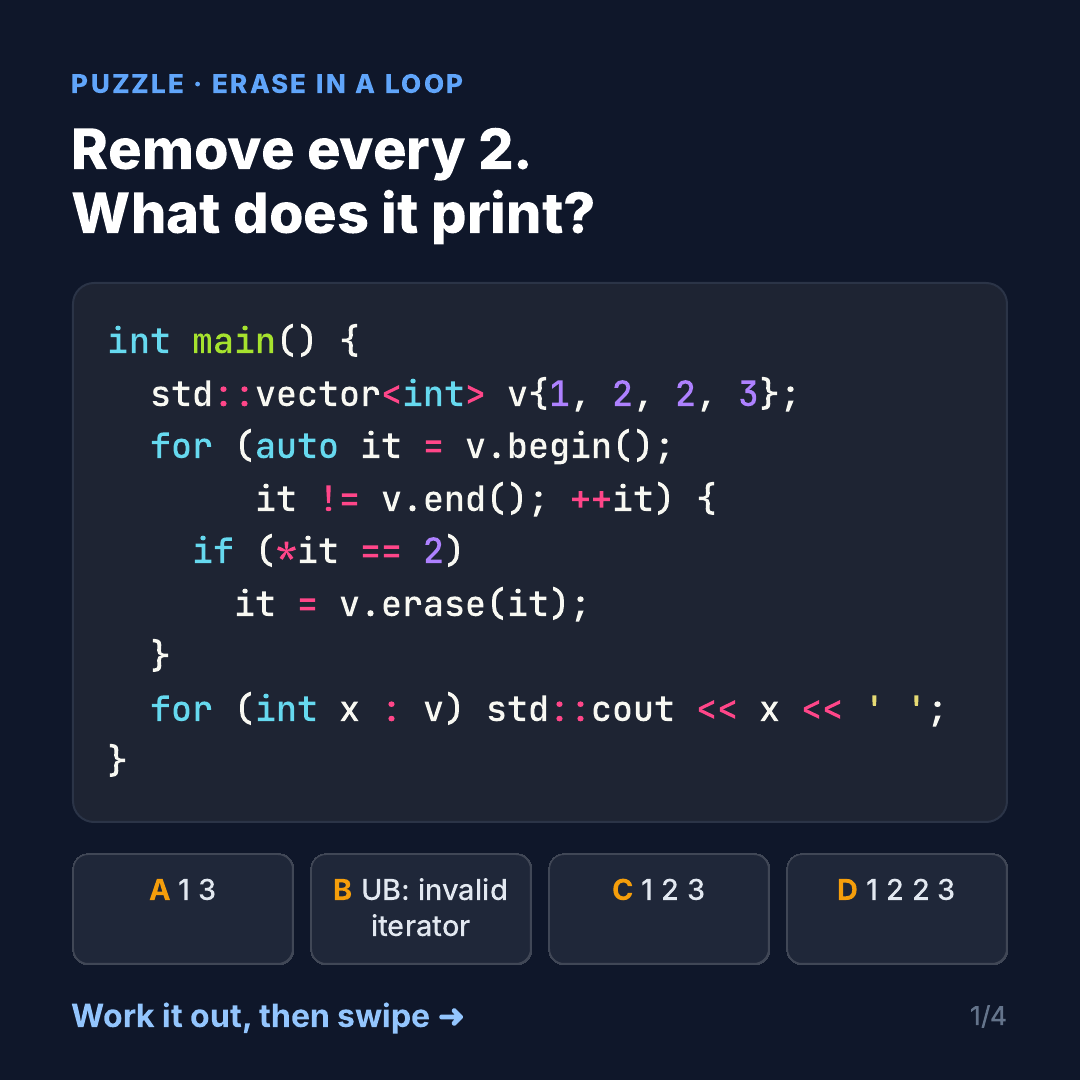 PUZZLE · ERASE IN A LOOP
Remove every 2.
What does it print?
int main() {
  std::vector<int> v{1, 2, 2, 3};
  for (auto it = v.begin();
       it != v.end(); ++it) {
    if (*it == 2)
      it = v.erase(it);
  }
  for (int x : v) std::cout << x << ' ';
}
A 1 3
B UB: invalid
iterator
C 1 2 3
D 1 2 2 3
Work it out, then swipe ➜
1/4